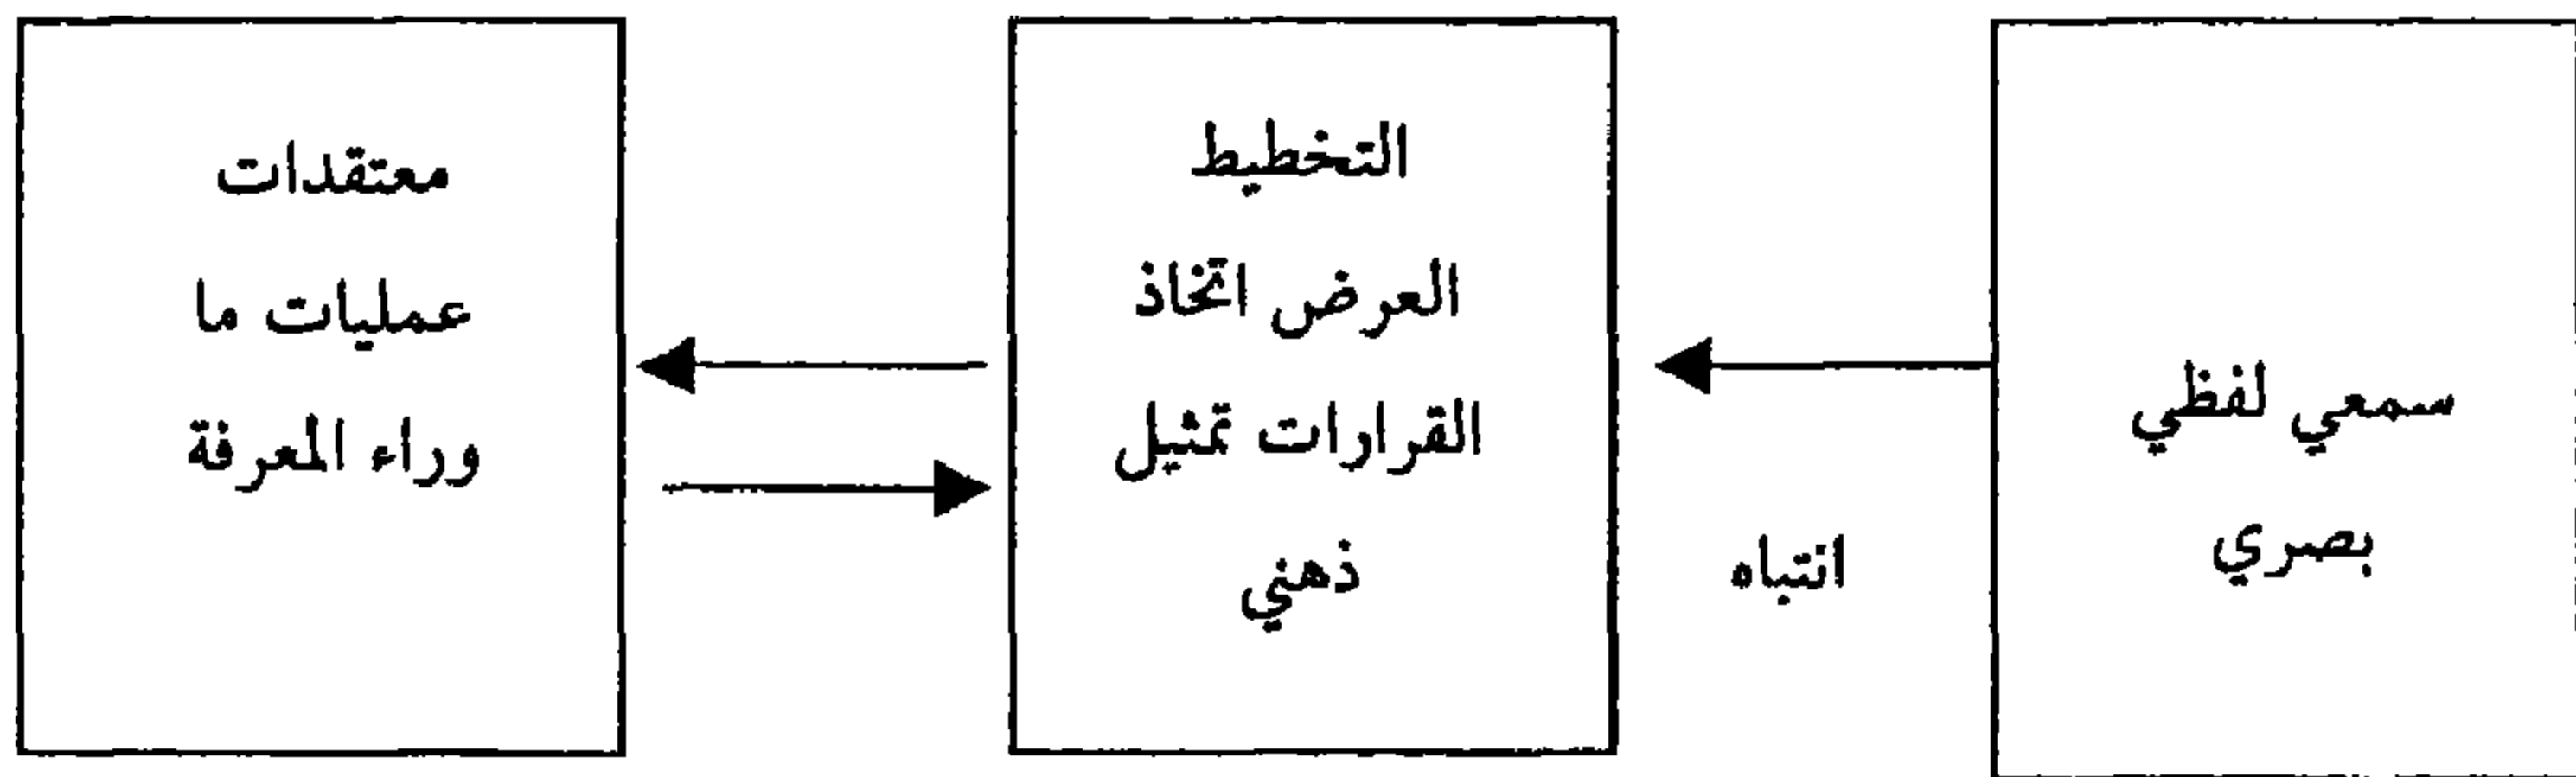 سمعي لفظي
بصري
انتباه
التخطيط
العرض اتخاذ
القرارات تمثيل
ذهني
معتقدات
عمليات ما
وراء المعرفة